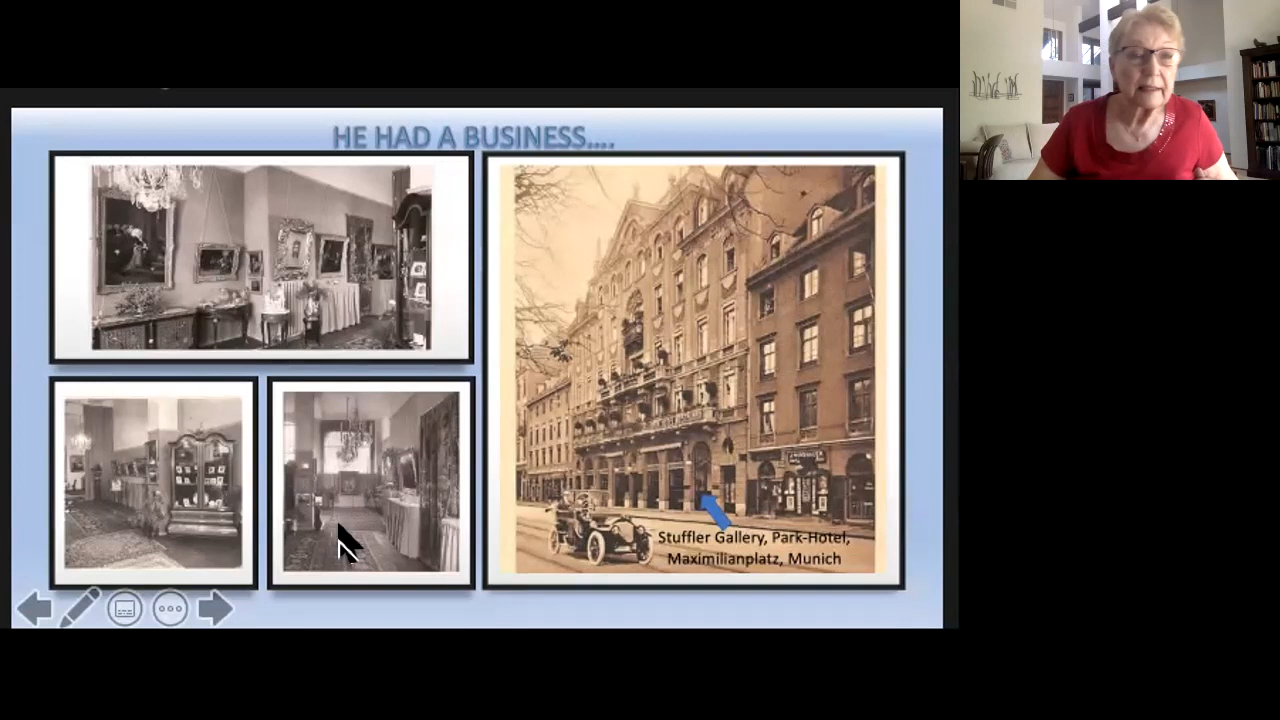 HE HAD A BUSINESS....
Stuffler Gallery, Park-Hotel,
Maximilianplatz, Munich